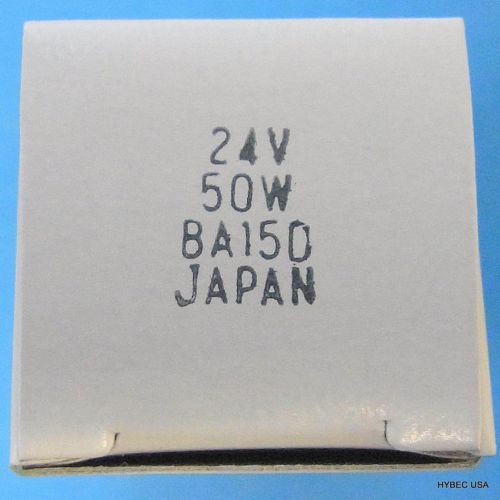 24V
50W
BA15D
JAPAN
HYBEC USA